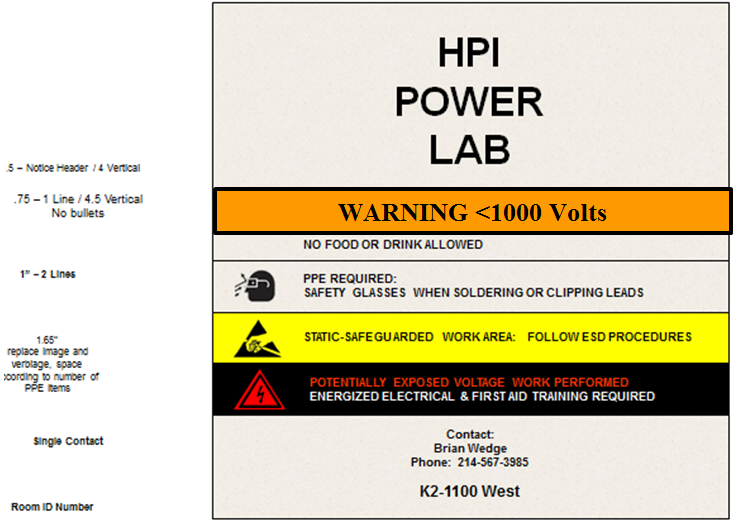 HPI
POWER
LAB
.5 – Notice Header / 4 Vertical
.75 – 1 Line / 4.5 Vertical
No bullets
WARNING <1000 Volts
NO FOOD OR DRINK ALLOWED
1" – 2 Lines
PPE REQUIRED:
SAFETY GLASSES WHEN SOLDERING OR CLIPPING LEADS
1.65"
replace image and
verbiage, space
according to number of
PPE items
STATIC-SAFEGUARDED WORK AREA: FOLLOW ESD PROCEDURES
POTENTIALLY EXPOSED VOLTAGE WORK PERFORMED
ENERGIZED ELECTRICAL & FIRST AID TRAINING REQUIRED
Single Contact
Contact:
Brian Wedge
Phone: 214-567-3985
K2-1100 West
Room ID Number